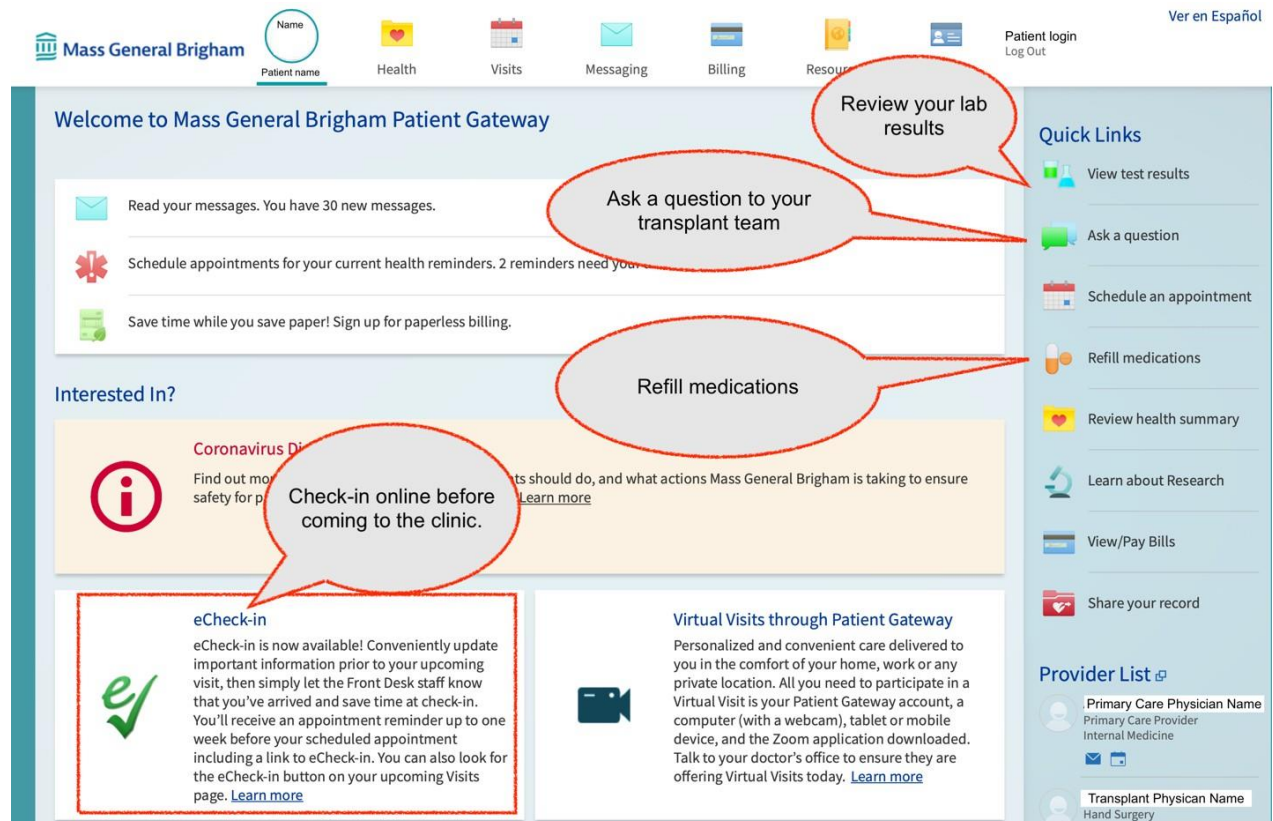 Ver en Español
Mass General Brigham
Name
Patient name
Health
Visits
Messaging
Billing
Patient login
Log Out
Welcome to Mass General Brigham Patient Gateway
Read your messages. You have 30 new messages.
Schedule appointments for your current health reminders. 2 reminders need
Save time while you save paper! Sign up for paperless billing.
Review your lab
results
Ask a question to your
transplant team
Refill medications
Interested In?
Coronavirus
Find out
should do, and what actions Mass General Brigham is taking to ensure
safety for
Learn more
Check-in online before
coming to the clinic.
eCheck-in
eCheck-in is now available! Conveniently update
important information prior to your upcoming
visit, then simply let the Front Desk staff know
that you've arrived and save time at check-in.
You'll receive an appointment reminder up to one
week before your scheduled appointment
including a link to eCheck-in. You can also look for
the eCheck-in button on your upcoming Visits
page. Learn more
Virtual Visits through Patient Gateway
Personalized and convenient care delivered to
you in the comfort of your home, work or any
private location. All you need to participate in a
Virtual Visit is your Patient Gateway account, a
computer (with a webcam), tablet or mobile
device, and the Zoom application downloaded.
Talk to your doctor's office to ensure they are
offering Virtual Visits today. Learn more
Quick Links
View test results
Ask a question
Schedule an appointment
Refill medications
Review health summary
Learn about Research
View/Pay Bills
Share your record
Provider List
Primary Care Physician Name
Primary Care Provider
Internal Medicine
Transplant Physican Name
Hand Surgery